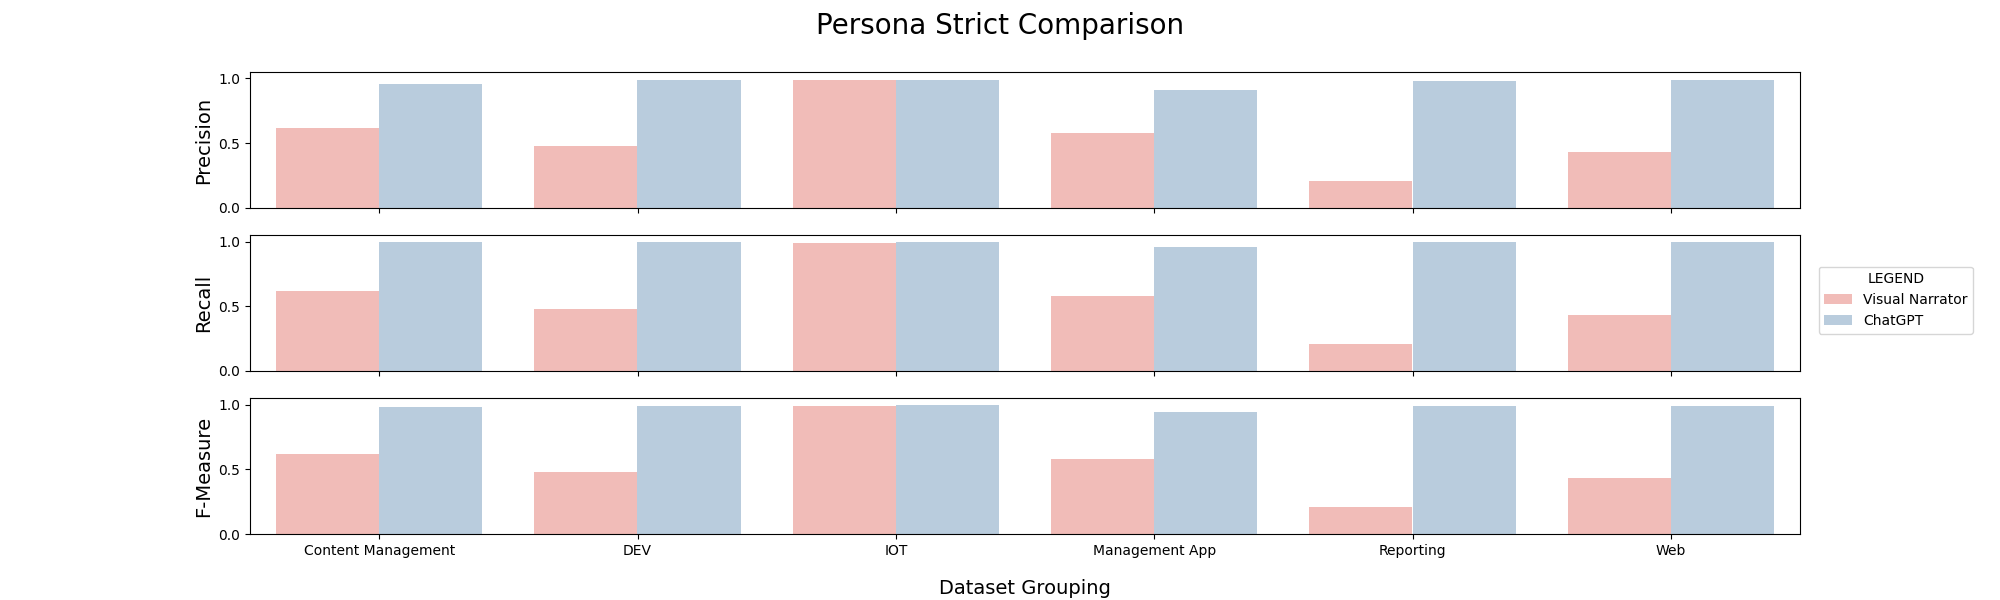 Persona Strict Comparison
Precision
1.0
0.5
0.0
Recall
1.0
0.5
0.0
F-Measure
1.0
0.5
0.0
Content Management DEV IOT Management App Reporting Web
Dataset Grouping
LEGEND
Visual Narrator
ChatGPT